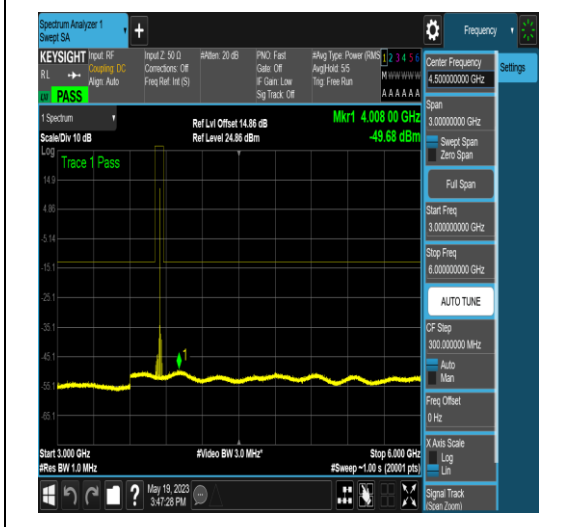 Spectrum Analyzer 1
Swept SA
Frequency
KEYSIGHT
RL
Input: RF
Coupling: DC
Align: Auto
Input Z: 50 Ω
Corrections: Off
Freq Ref: Int (S)
#Atten: 20 dB
PNO: Fast
Gate: Off
IF Gain: Low
Sig Track: Off
#Avg Type: Power (RMS)
Avg|Hold: 5/5
Trig: Free Run
1 2 3 4 5 6
M W W W W W
A A A A A A
PASS
1 Spectrum
Scale/Div 10 dB
Ref Lvl Offset 14.86 dB
Ref Level 24.86 dBm
Mkr1 4.008 00 GHz
-49.68 dBm
Log
Trace 1 Pass
14.9
4.86
-5.14
-15.1
-25.1
-35.1
-45.1
-55.1
-65.1
1
Start 3.000 GHz
#Res BW 1.0 MHz
#Video BW 3.0 MHz*
Stop 6.000 GHz
#Sweep ~1.00 s (20001 pts)
May 19, 2023
3:47:28 PM
Center Frequency
4.500000000 GHz
Settings
Span
3.00000000 GHz
Swept Span
Zero Span
Full Span
Start Freq
3.000000000 GHz
Stop Freq
6.000000000 GHz
AUTO TUNE
CF Step
300.000000 MHz
Auto
Man
Freq Offset
0 Hz
X Axis Scale
Log
Lin
Signal Track
(Span Zoom)